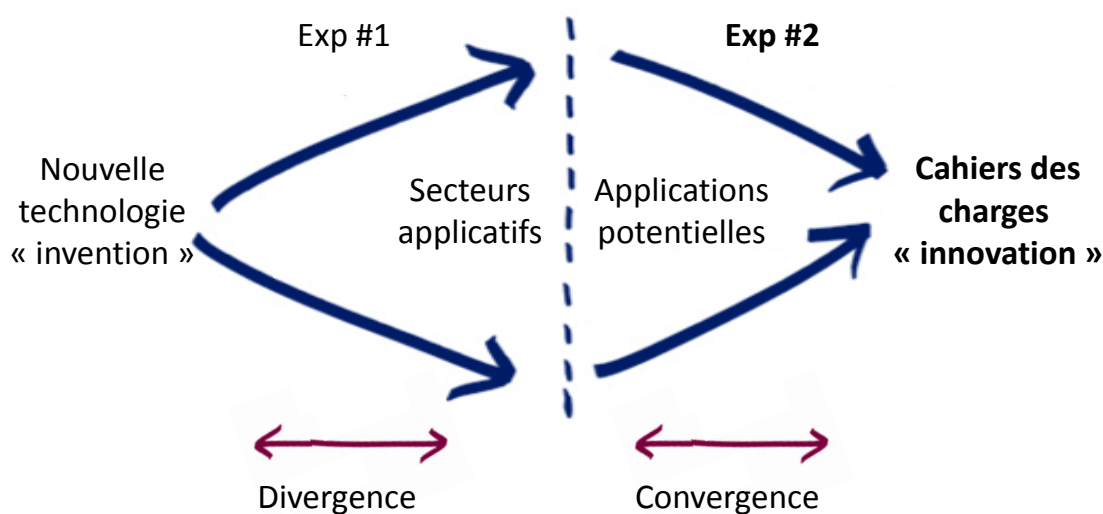 Exp #1
Exp #2
Nouvelle
technologie
« invention »
Secteurs
applicatifs
Applications
potentielles
Cahiers des
charges
« innovation »
Divergence
Convergence